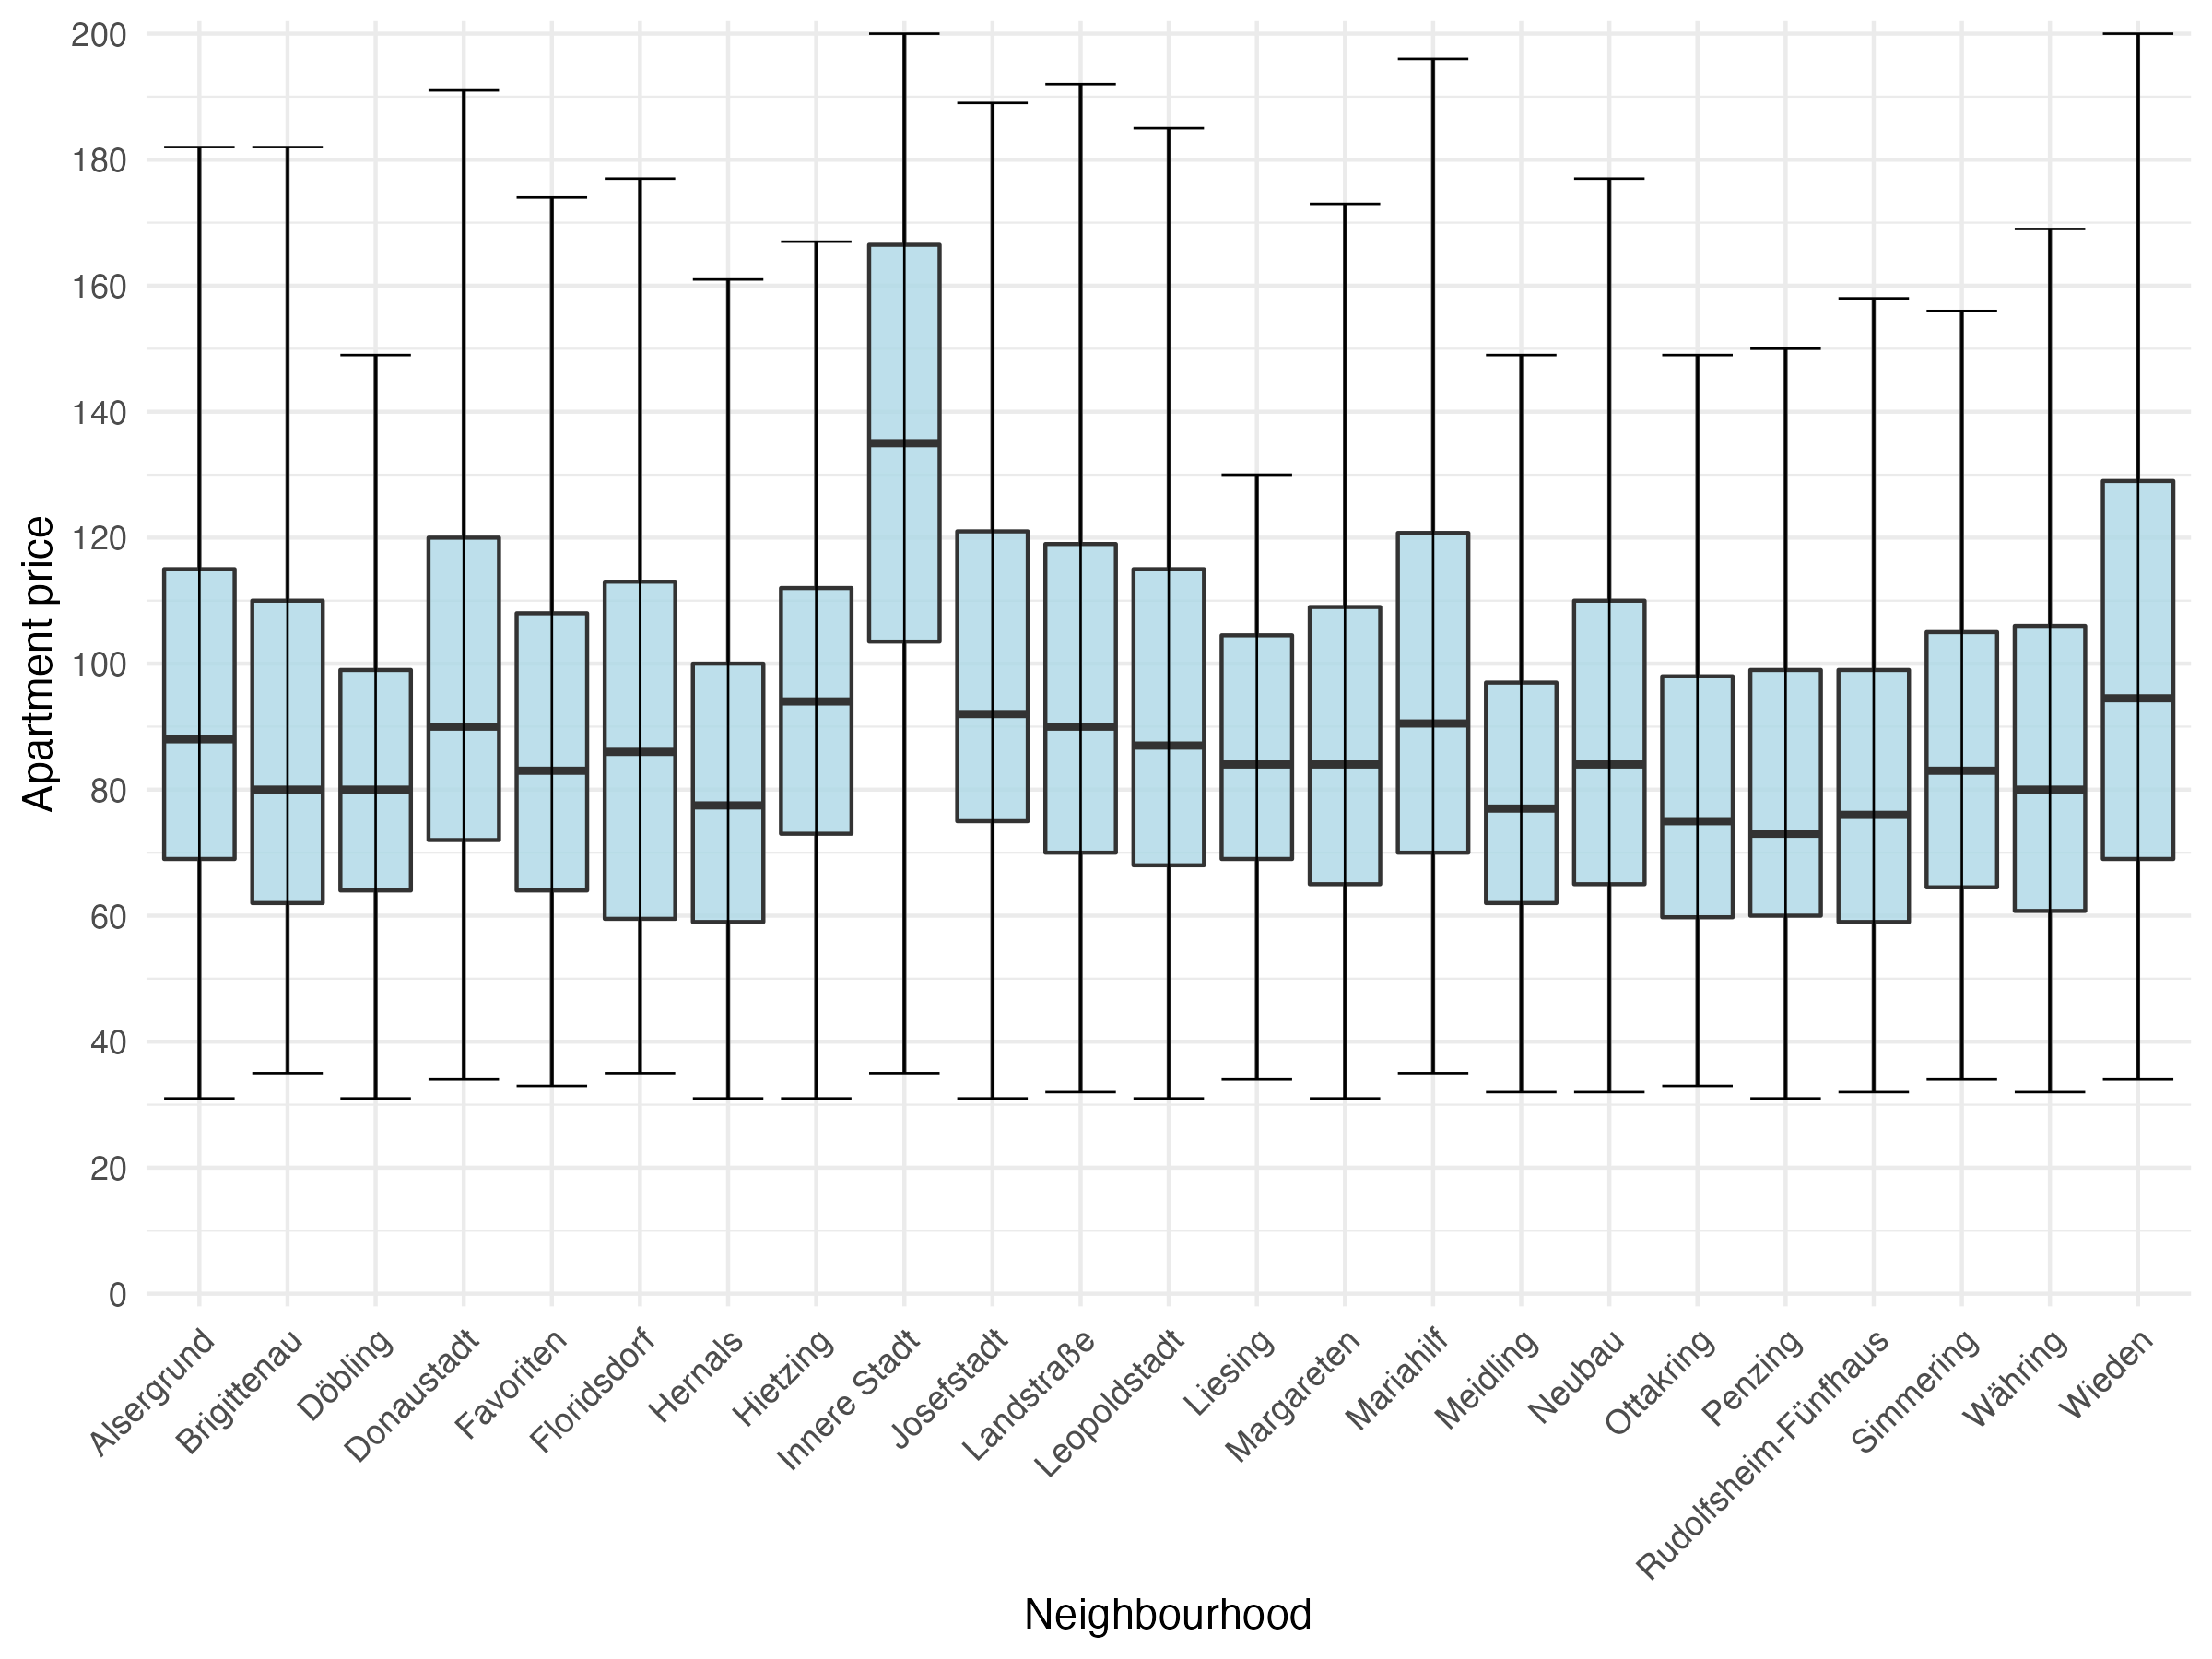 Apartment price
200
180
160
140
120
100
80
60
40
20
0
Alsergrund
Brigittenau
Döbling
Donaustadt
Favoriten
Floridsdorf
Hernals
Hietzing
Innere Stadt
Josefstadt
Landstraße
Leopoldstadt
Liesing
Margareten
Mariahilf
Meidling
Neubau
Ottakring
Penzing
Rudolfsheim-Fünfhaus
Simmering
Währing
Wieden
Neighbourhood